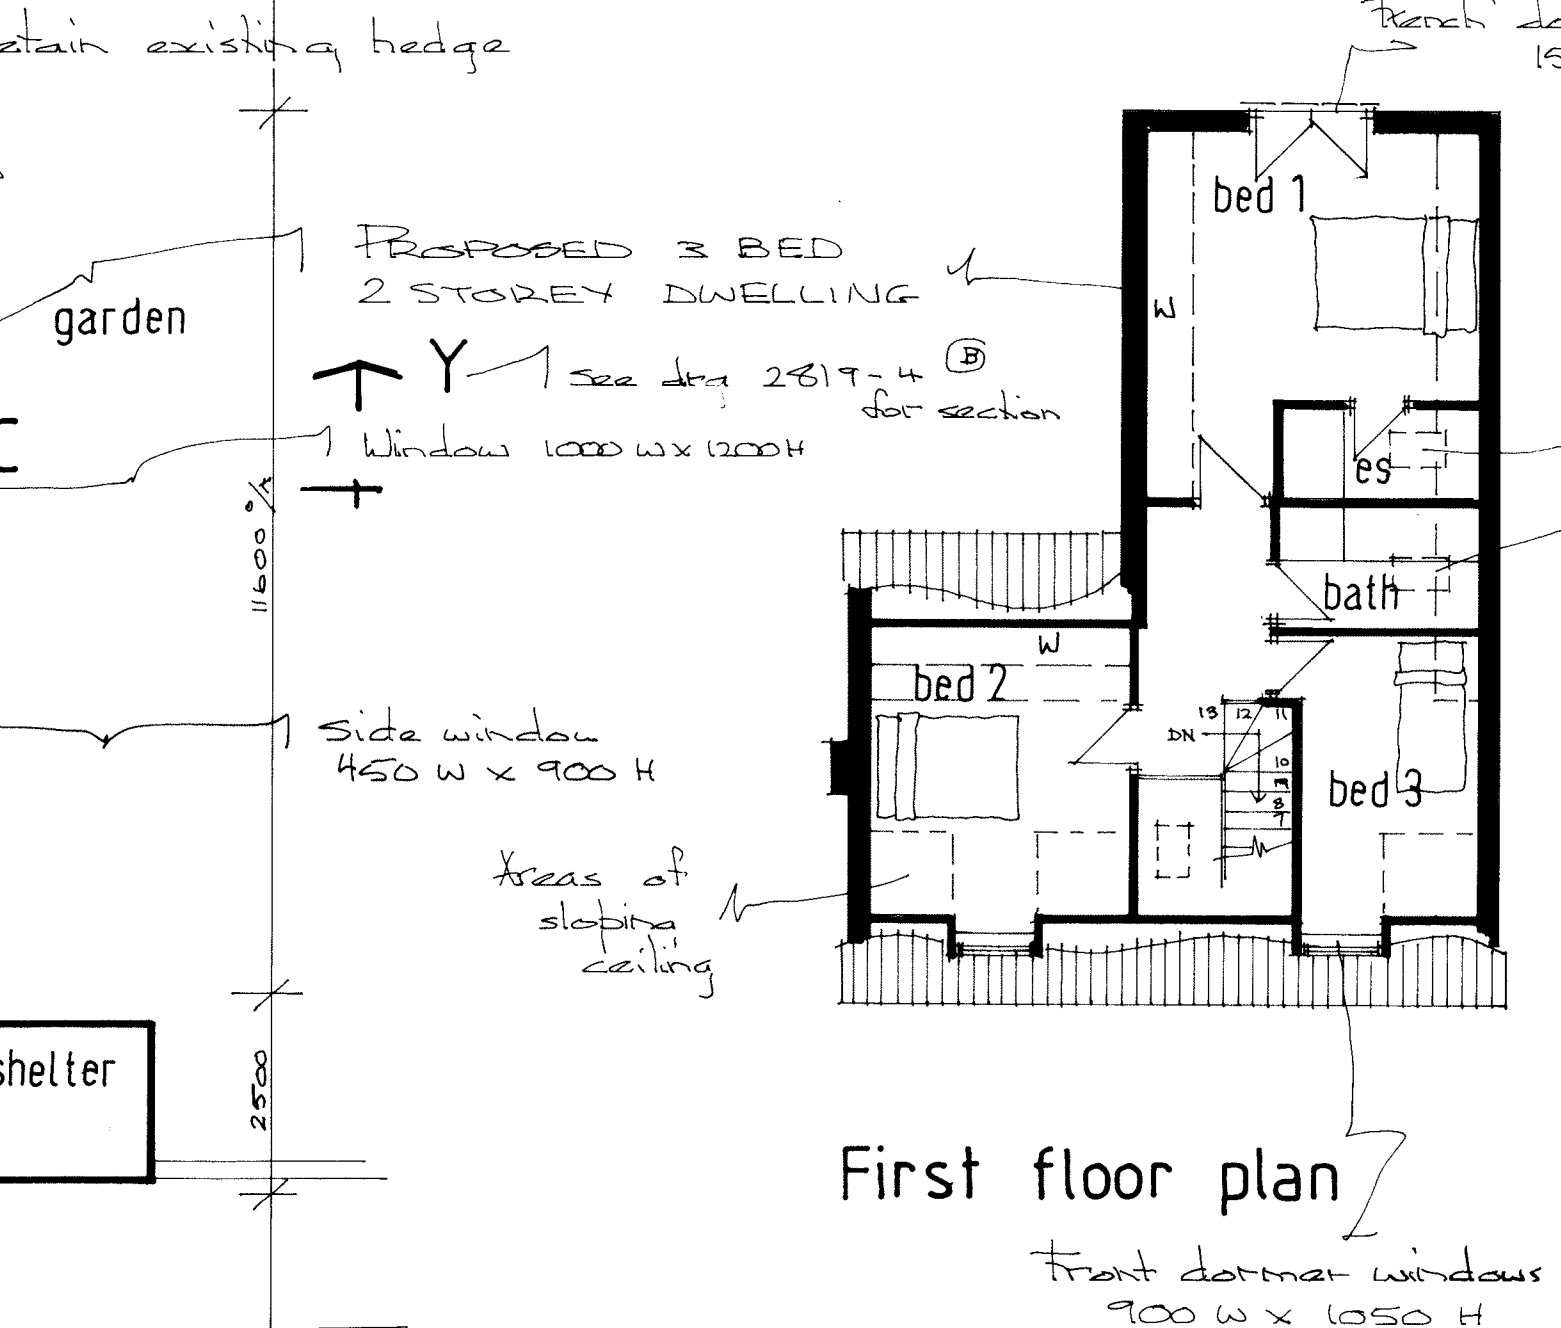 etain existing hedge
'French' do
15
PROPOSED 3 BED
2 STOREY DWELLING
garden
Y
see drg 2819-4 B
for section
Window 1000 W x 1200 H
11600 o/a
Side window
450 W x 900 H
Areas of
sloping
ceiling
shelter
2500
bed 1
W
es
bath
W
bed 2
13 12 11
DN
10
9
8
7
bed 3
First floor plan
Front dormer windows
900 W x 1050 H